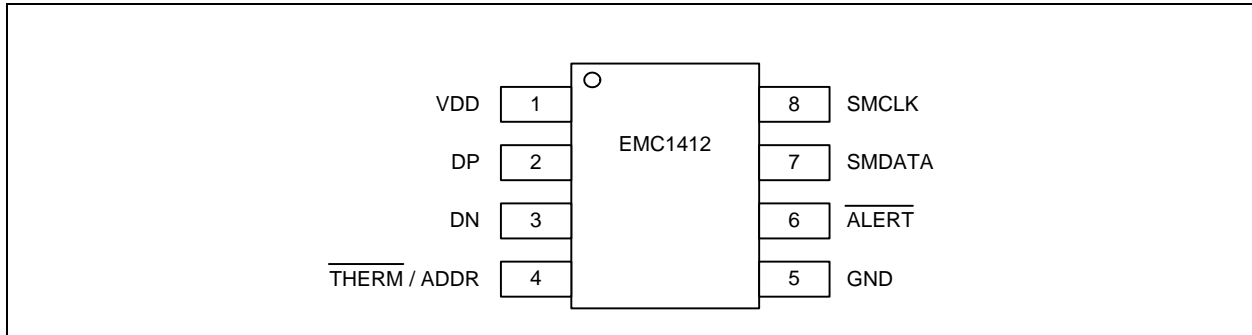 VDD 1 8 SMCLK
EMC1412
DP 2 7 SMDATA
DN 3 6 ALERT
THERM / ADDR 4 5 GND